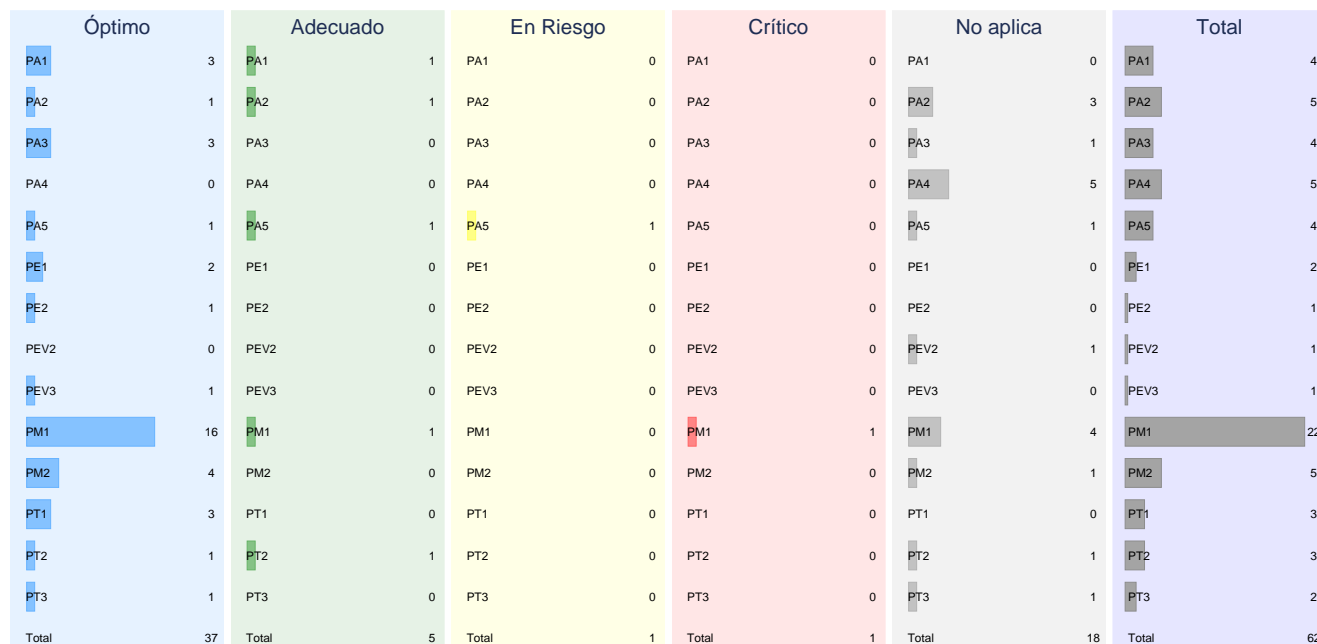 Óptimo Adecuado En Riesgo Crítico No aplica Total
PA1 3 PA1 1 PA1 0 PA1 0 PA1 0 PA1 4
PA2 1 PA2 1 PA2 0 PA2 0 PA2 3 PA2 5
PA3 3 PA3 0 PA3 0 PA3 0 PA3 1 PA3 4
PA4 0 PA4 0 PA4 0 PA4 0 PA4 5 PA4 5
PA5 1 PA5 1 PA5 1 PA5 0 PA5 1 PA5 4
PE1 2 PE1 0 PE1 0 PE1 0 PE1 0 PE1 2
PE2 1 PE2 0 PE2 0 PE2 0 PE2 0 PE2 1
PEV2 0 PEV2 0 PEV2 0 PEV2 0 PEV2 1 PEV2 1
PEV3 1 PEV3 0 PEV3 0 PEV3 0 PEV3 0 PEV3 1
PM1 16 PM1 1 PM1 0 PM1 1 PM1 4 PM1 22
PM2 4 PM2 0 PM2 0 PM2 0 PM2 1 PM2 5
PT1 3 PT1 0 PT1 0 PT1 0 PT1 0 PT1 3
PT2 1 PT2 1 PT2 0 PT2 0 PT2 1 PT2 3
PT3 1 PT3 0 PT3 0 PT3 0 PT3 1 PT3 2
Total 37 Total 5 Total 1 Total 1 Total 18 Total 62